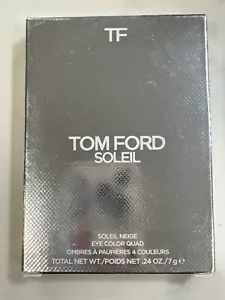 TF
TOM FORD
SOLEIL
SOLEIL NEIGE
EYE COLOR QUAD
OMBRES À PAUPIÈRES 4 COULEURS
TOTAL NET WT./POIDS NET .24 OZ./7 g ℮